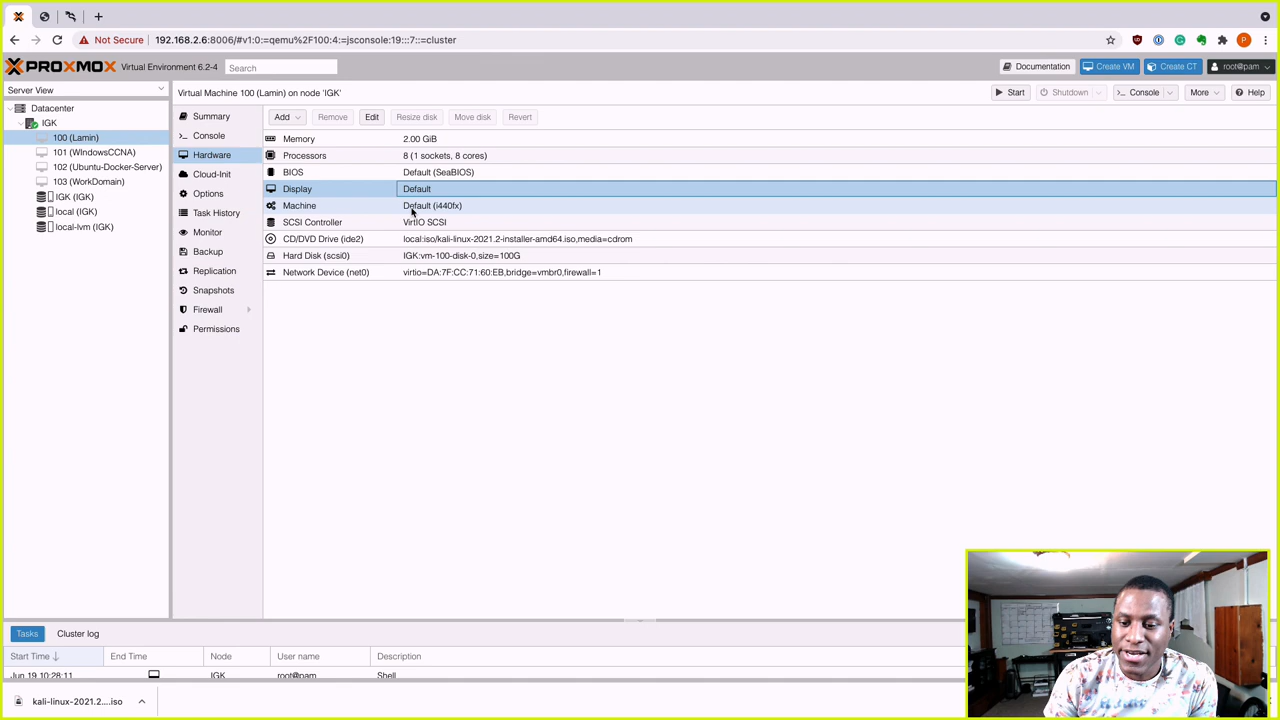 Not Secure 192.168.2.6:8006/#v1:0:=qemu%2F100:4:=jsconsole:19:::7::=cluster
PROXMOX Virtual Environment 6.2-4 Search Documentation Create VM Create CT root@pam
Server View
Virtual Machine 100 (Lamin) on node 'IGK' Start Shutdown Console More Help
Datacenter
IGK
100 (Lamin)
101 (WIndowsCCNA)
102 (Ubuntu-Docker-Server)
103 (WorkDomain)
IGK (IGK)
local (IGK)
local-lvm (IGK)
Summary
Console
Hardware
Cloud-Init
Options
Task History
Monitor
Backup
Replication
Snapshots
Firewall
Permissions
Add Remove Edit Resize disk Move disk Revert
Memory 2.00 GiB
Processors 8 (1 sockets, 8 cores)
BIOS Default (SeaBIOS)
Display Default
Machine Default (i440fx)
SCSI Controller VirtIO SCSI
CD/DVD Drive (ide2) local:iso/kali-linux-2021.2-installer-amd64.iso,media=cdrom
Hard Disk (scsi0) IGK:vm-100-disk-0,size=100G
Network Device (net0) virtio=DA:7F:CC:71:60:EB,bridge=vmbr0,firewall=1
Tasks Cluster log
Start Time End Time Node User name Description
Jun 19 10:28:11 IGK root@pam Shell
kali-linux-2021.2....iso